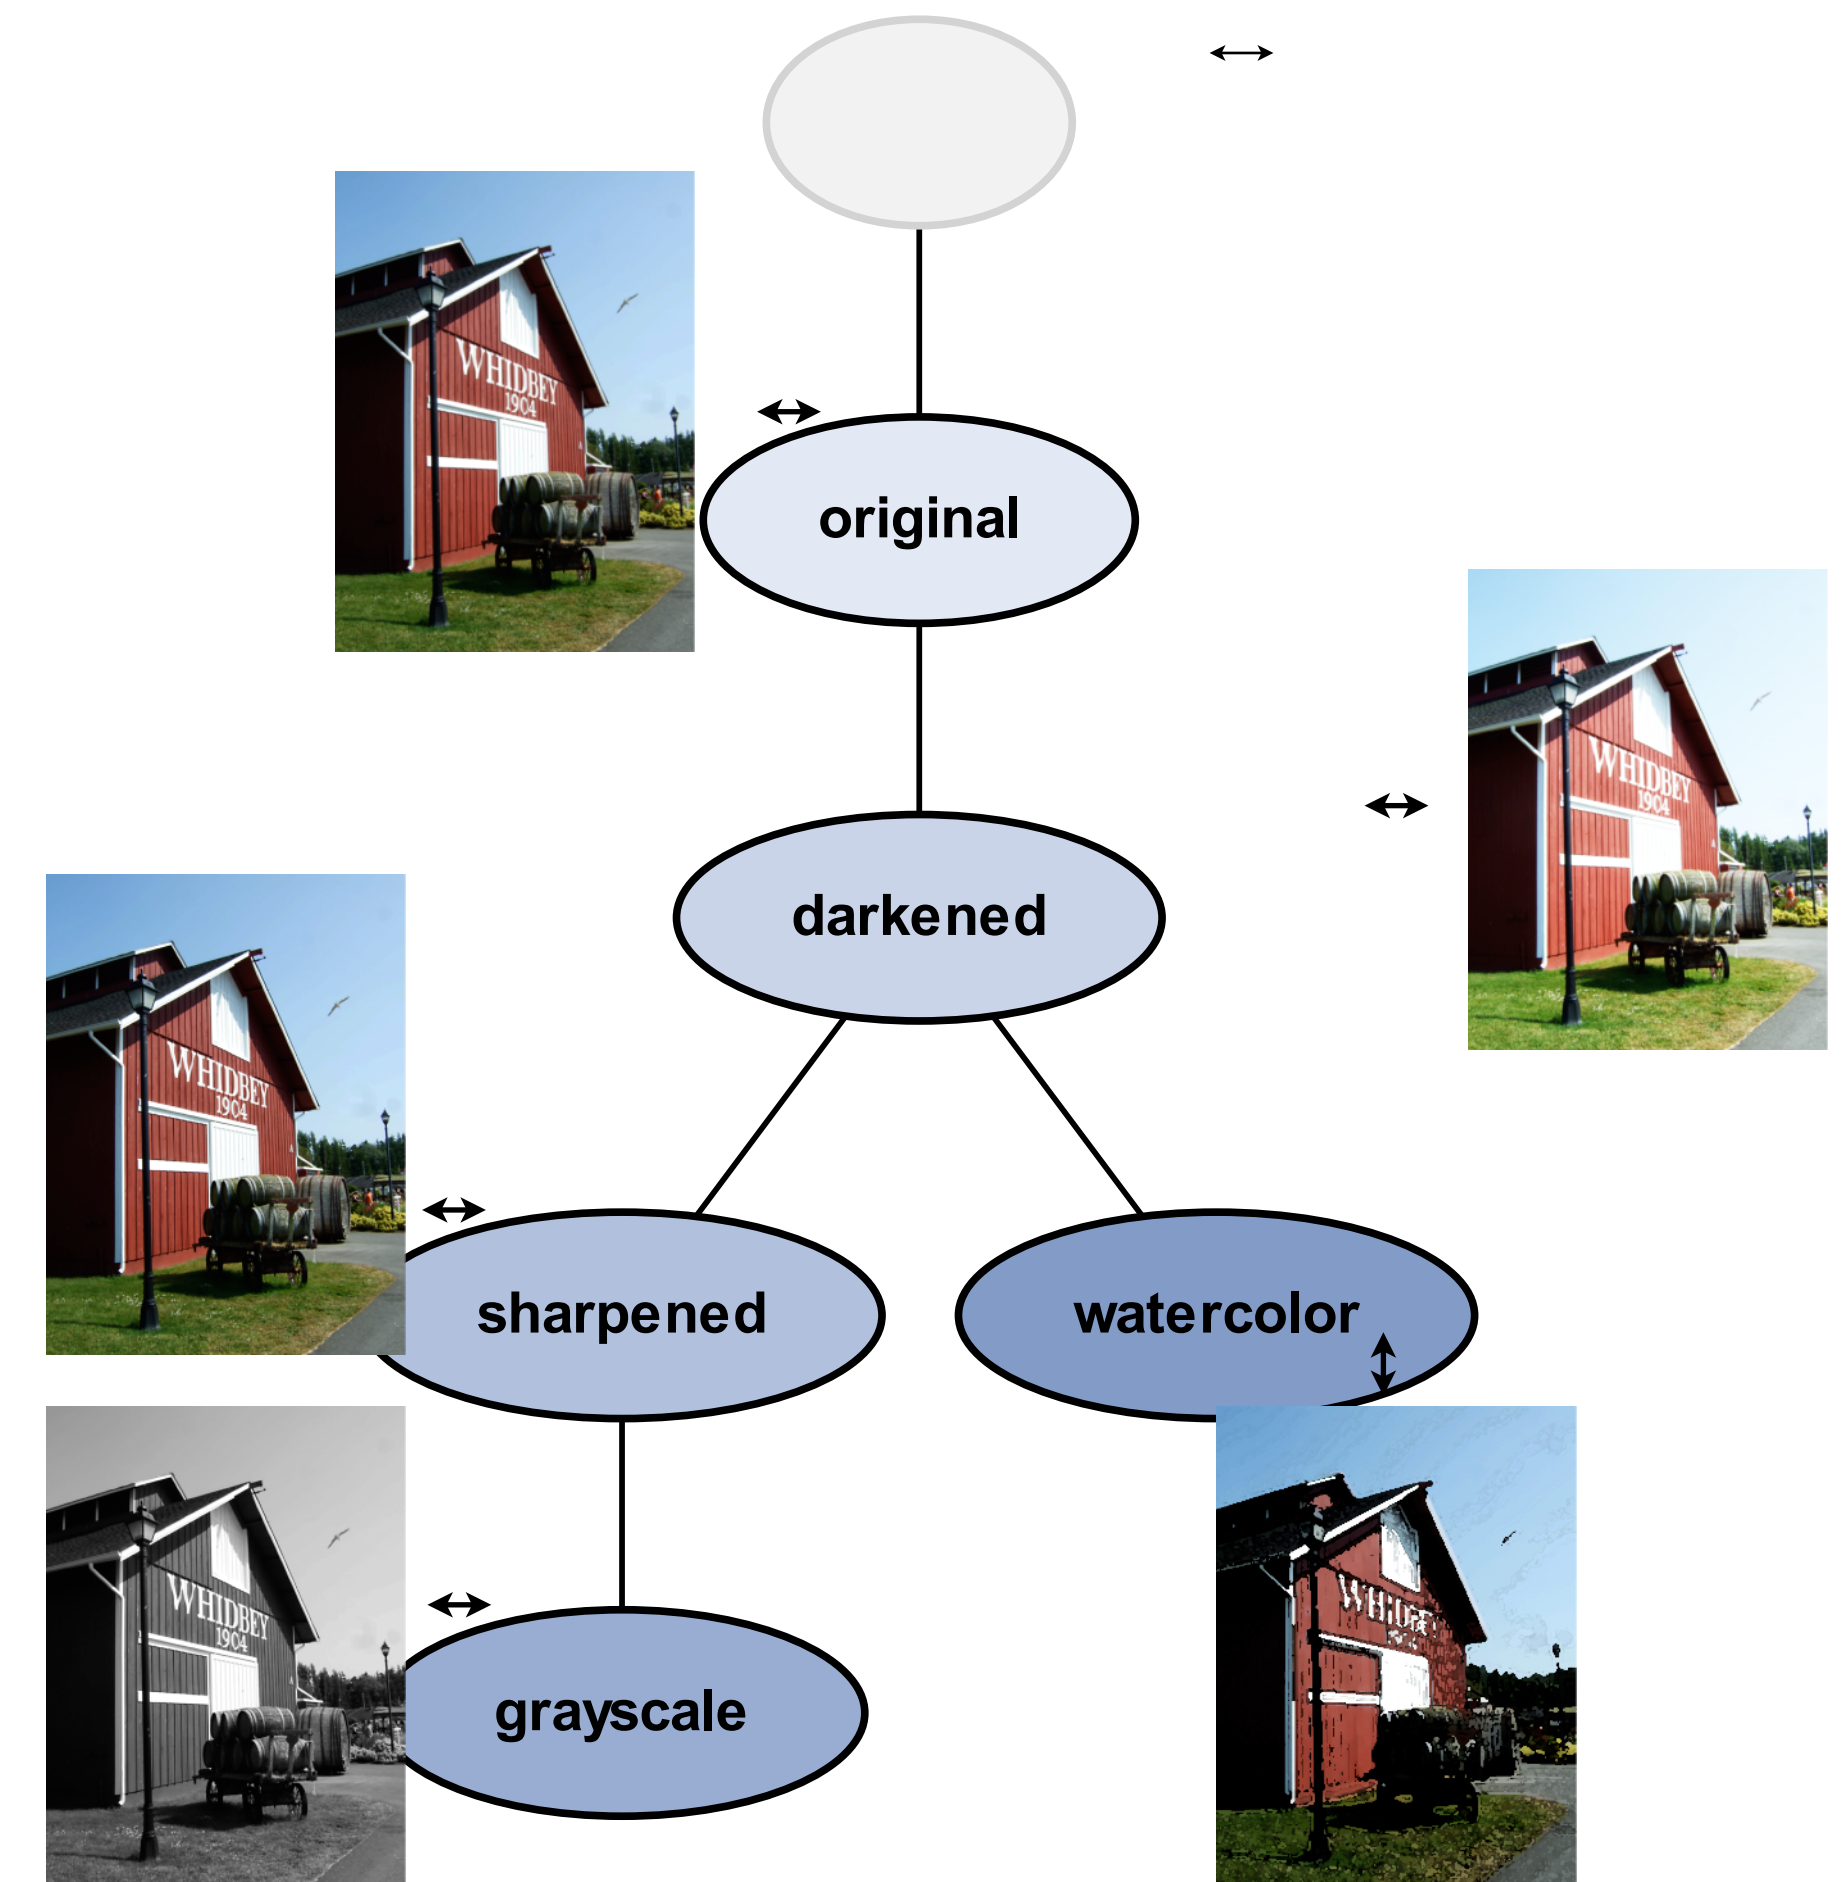 WHIDBEY
1904
original
WHIDBEY
1904
darkened
WHIDBEY
1904
sharpened
watercolor
WHIDBEY
1904
grayscale